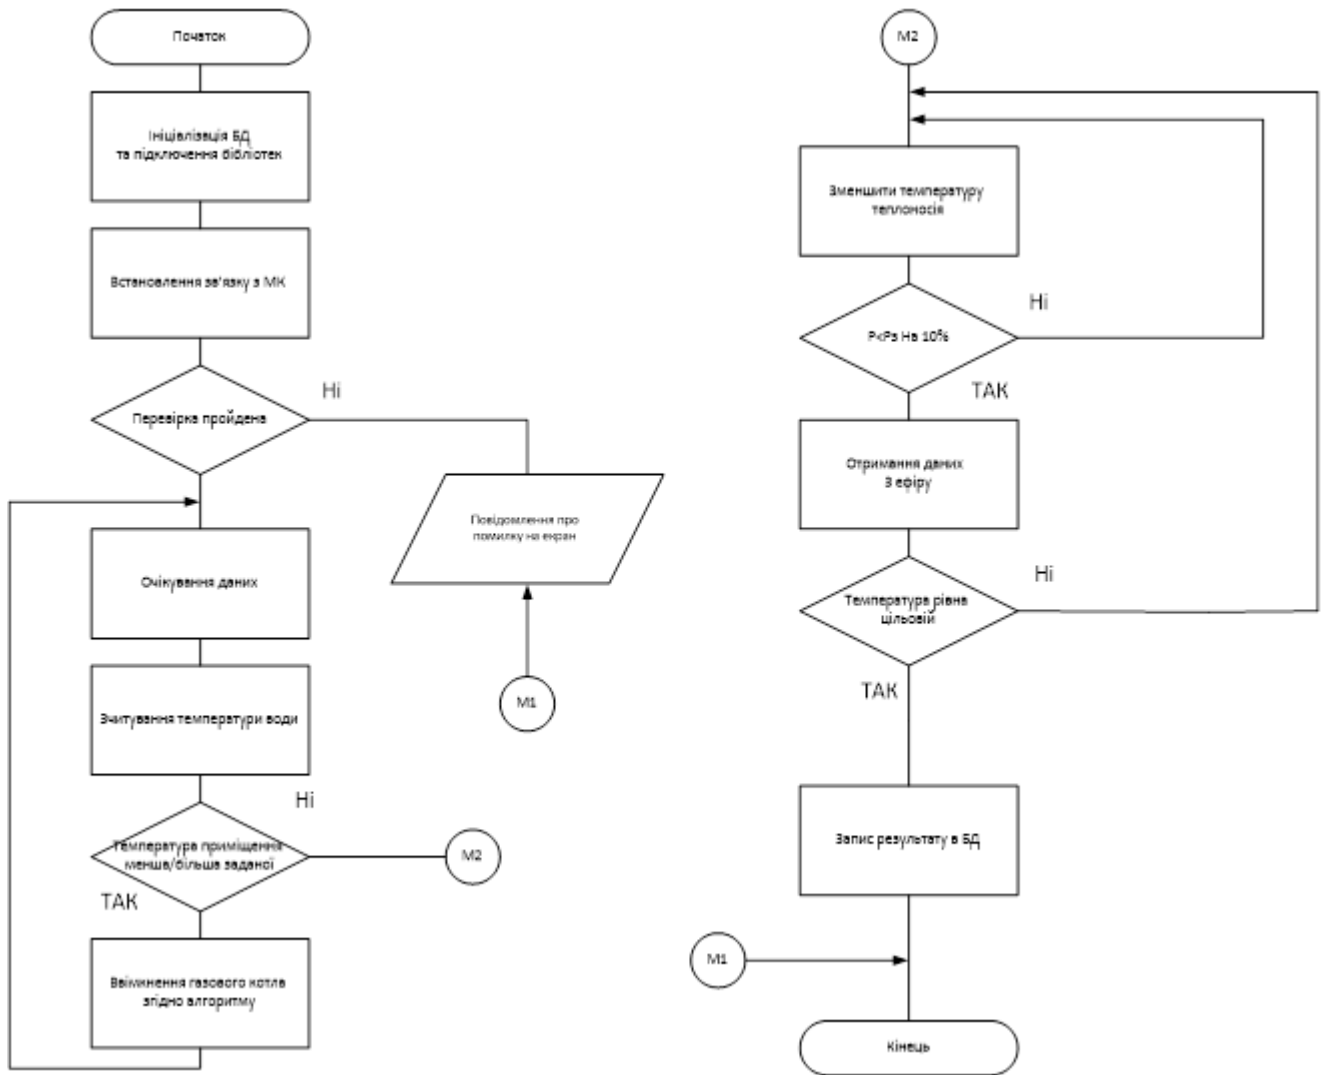 Початок
Ініціалізація БД
та підключення бібліотек
Встановлення зв'язку з МК
Перевірка пройдена
Ні
Повідомлення про
помилку на екран
М1
Очікування даних
Зчитування температури води
Температура приміщення
менша/більша заданої
Ні
М2
ТАК
Ввімкнення газового котла
згідно алгоритму
М2
Зменшити температуру
теплоносія
Р<Рз На 10%
Ні
ТАК
Отримання даних
З ефіру
Температура рівна
цільовій
Ні
ТАК
Запис результату в БД
М1
Кінець